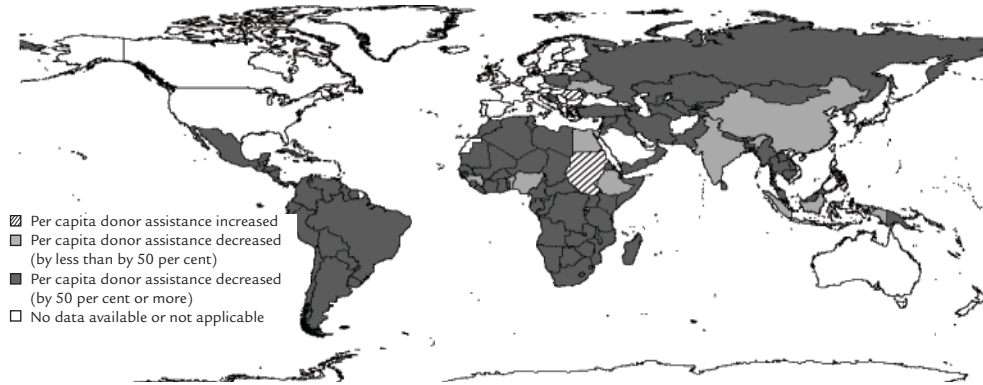 Per capita donor assistance increased
Per capita donor assistance decreased
(by less than by 50 per cent)
Per capita donor assistance decreased
(by 50 per cent or more)
No data available or not applicable